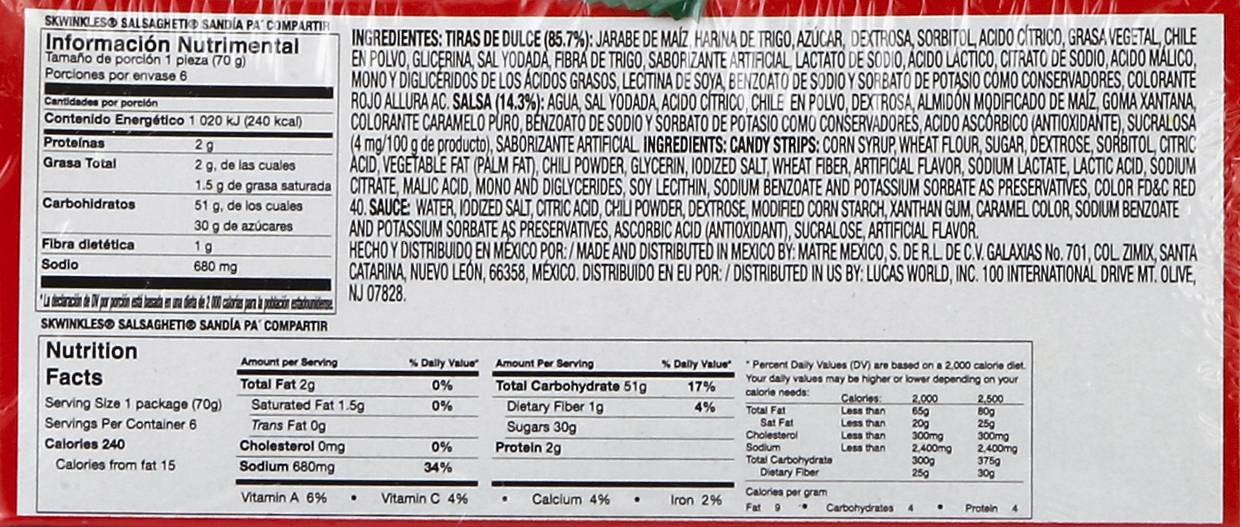 SKWINKLES® SALSAGHETI® SANDÍA PA´ COMPARTIR
Información Nutrimental
Tamaño de porción 1 pieza (70 g)
Porciones por envase 6
Cantidades por porción
Contenido Energético 1 020 kJ (240 kcal)
Proteínas 2 g
Grasa Total 2 g, de las cuales
1.5 g de grasa saturada
Carbohidratos 51 g, de los cuales
30 g de azúcares
Fibra dietética 1 g
Sodio 680 mg
*La declaración de DV por porción está basada en una dieta de 2 000 calorías para la población estadounidense.
INGREDIENTES: TIRAS DE DULCE (85.7%): JARABE DE MAÍZ, HARINA DE TRIGO, AZÚCAR, DEXTROSA, SORBITOL, ACIDO CÍTRICO, GRASA VEGETAL, CHILE
EN POLVO, GLICERINA, SAL YODADA, FIBRA DE TRIGO, SABORIZANTE ARTIFICIAL, LACTATO DE SODIO, ACIDO LÁCTICO, CITRATO DE SODIO, ACIDO MÁLICO,
MONO Y DIGLICÉRIDOS DE LOS ÁCIDOS GRASOS, LECITINA DE SOYA, BENZOATO DE SODIO Y SORBATO DE POTASIO COMO CONSERVADORES, COLORANTE
ROJO ALLURA AC. SALSA (14.3%): AGUA, SAL YODADA, ACIDO CÍTRICO, CHILE EN POLVO, DEXTROSA, ALMIDÓN MODIFICADO DE MAÍZ, GOMA XANTANA,
COLORANTE CARAMELO PURO, BENZOATO DE SODIO Y SORBATO DE POTASIO COMO CONSERVADORES, ACIDO ASCÓRBICO (ANTIOXIDANTE), SUCRALOSA
(4 mg/100 g de producto), SABORIZANTE ARTIFICIAL. INGREDIENTS: CANDY STRIPS: CORN SYRUP, WHEAT FLOUR, SUGAR, DEXTROSE, SORBITOL, CITRIC
ACID, VEGETABLE FAT (PALM FAT), CHILI POWDER, GLYCERIN, IODIZED SALT, WHEAT FIBER, ARTIFICIAL FLAVOR, SODIUM LACTATE, LACTIC ACID, SODIUM
CITRATE, MALIC ACID, MONO AND DIGLYCERIDES, SOY LECITHIN, SODIUM BENZOATE AND POTASSIUM SORBATE AS PRESERVATIVES, COLOR FD&C RED
40. SAUCE: WATER, IODIZED SALT, CITRIC ACID, CHILI POWDER, DEXTROSE, MODIFIED CORN STARCH, XANTHAN GUM, CARAMEL COLOR, SODIUM BENZOATE
AND POTASSIUM SORBATE AS PRESERVATIVES, ASCORBIC ACID (ANTIOXIDANT), SUCRALOSE, ARTIFICIAL FLAVOR.
HECHO Y DISTRIBUIDO EN MÉXICO POR: / MADE AND DISTRIBUTED IN MEXICO BY: MATRE MEXICO, S. DE R.L. DE C.V. GALAXIAS No. 701, COL. ZIMIX, SANTA
CATARINA, NUEVO LEÓN, 66358, MÉXICO. DISTRIBUIDO EN EU POR: / DISTRIBUTED IN US BY: LUCAS WORLD, INC. 100 INTERNATIONAL DRIVE MT. OLIVE,
NJ 07828.
SKWINKLES® SALSAGHETI® SANDÍA PA´ COMPARTIR
Nutrition
Facts
Serving Size 1 package (70g)
Servings Per Container 6
Calories 240
Calories from fat 15
Amount per Serving % Daily Value*
Total Fat 2g 0%
Saturated Fat 1.5g 0%
Trans Fat 0g
Cholesterol 0mg 0%
Sodium 680mg 34%
Amount Per Serving % Daily Value*
Total Carbohydrate 51g 17%
Dietary Fiber 1g 4%
Sugars 30g
Protein 2g
Vitamin A 6% • Vitamin C 4% • Calcium 4% • Iron 2%
* Percent Daily Values (DV) are based on a 2,000 calorie diet.
Your daily values may be higher or lower depending on your
calorie needs:
Calories: 2,000 2,500
Total Fat Less than 65g 80g
Sat Fat Less than 20g 25g
Cholesterol Less than 300mg 300mg
Sodium Less than 2,400mg 2,400mg
Total Carbohydrate 300g 375g
Dietary Fiber 25g 30g
Calories per gram
Fat 9 • Carbohydrates 4 • Protein 4